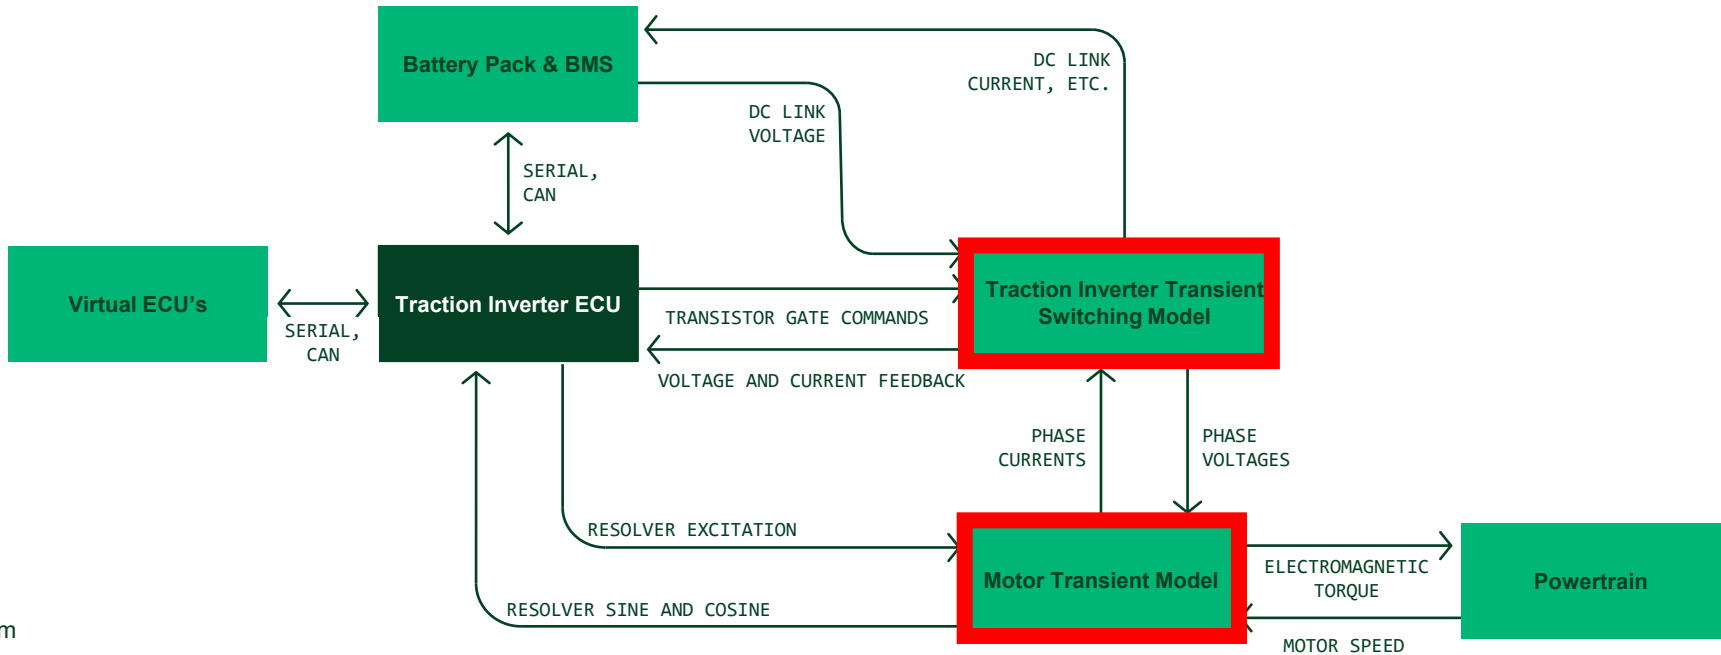 Battery Pack & BMS
DC LINK
CURRENT, ETC.
DC LINK
VOLTAGE
SERIAL,
CAN
Virtual ECU's
SERIAL,
CAN
Traction Inverter ECU
TRANSISTOR GATE COMMANDS
VOLTAGE AND CURRENT FEEDBACK
Traction Inverter Transient
Switching Model
PHASE
CURRENTS
PHASE
VOLTAGES
RESOLVER EXCITATION
RESOLVER SINE AND COSINE
Motor Transient Model
ELECTROMAGNETIC
TORQUE
MOTOR SPEED
Powertrain
m